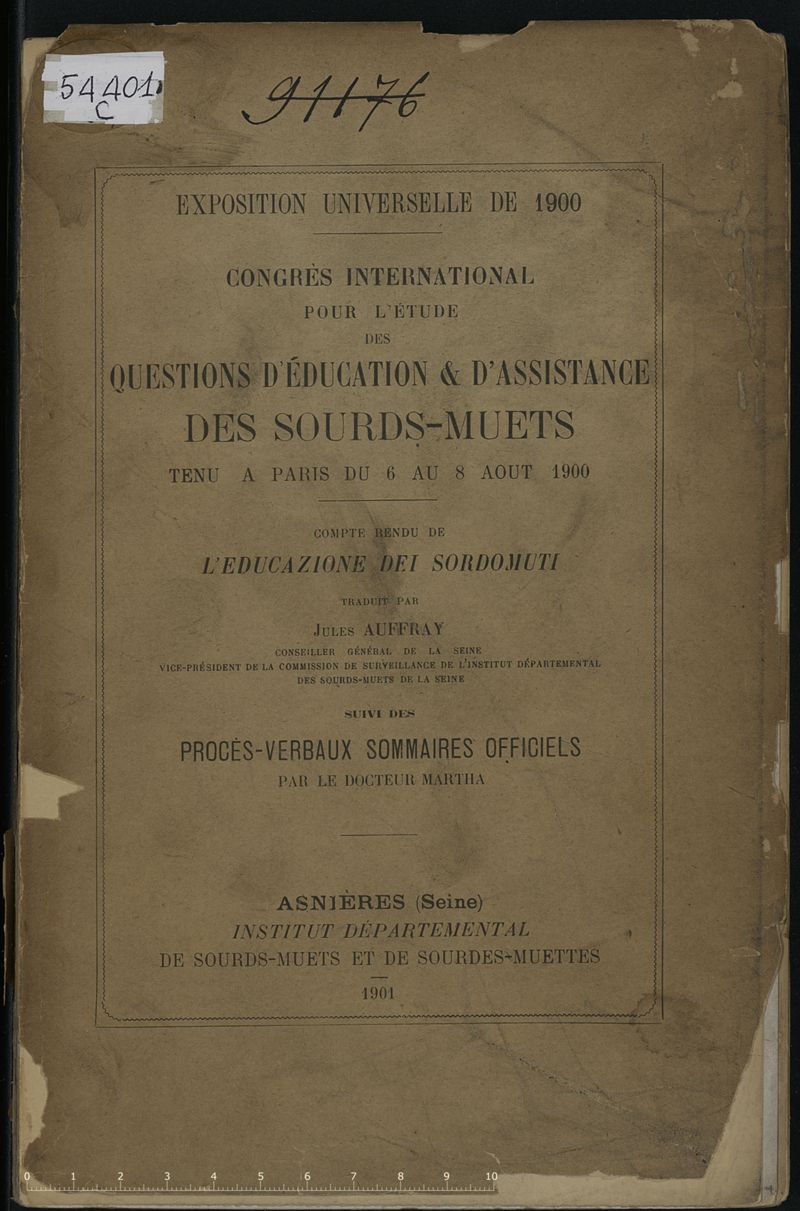 54401
C
91176
EXPOSITION UNIVERSELLE DE 1900
CONGRÈS INTERNATIONAL
POUR L'ÉTUDE
DES
QUESTIONS D'ÉDUCATION & D'ASSISTANCE
DES SOURDS-MUETS
TENU A PARIS DU 6 AU 8 AOUT 1900
COMPTE RENDU DE
L'EDUCAZIONE DEI SORDOMUTI
TRADUIT PAR
JULES AUFFRAY
CONSEILLER GÉNÉRAL DE LA SEINE
VICE-PRÉSIDENT DE LA COMMISSION DE SURVEILLANCE DE L'INSTITUT DÉPARTEMENTAL
DES SOURDS-MUETS DE LA SEINE
SUIVI DES
PROCÈS-VERBAUX SOMMAIRES OFFICIELS
PAR LE DOCTEUR MARTHA
ASNIÈRES (Seine)
INSTITUT DÉPARTEMENTAL
DE SOURDS-MUETS ET DE SOURDES-MUETTES
1901
0 1 2 3 4 5 6 7 8 9 10